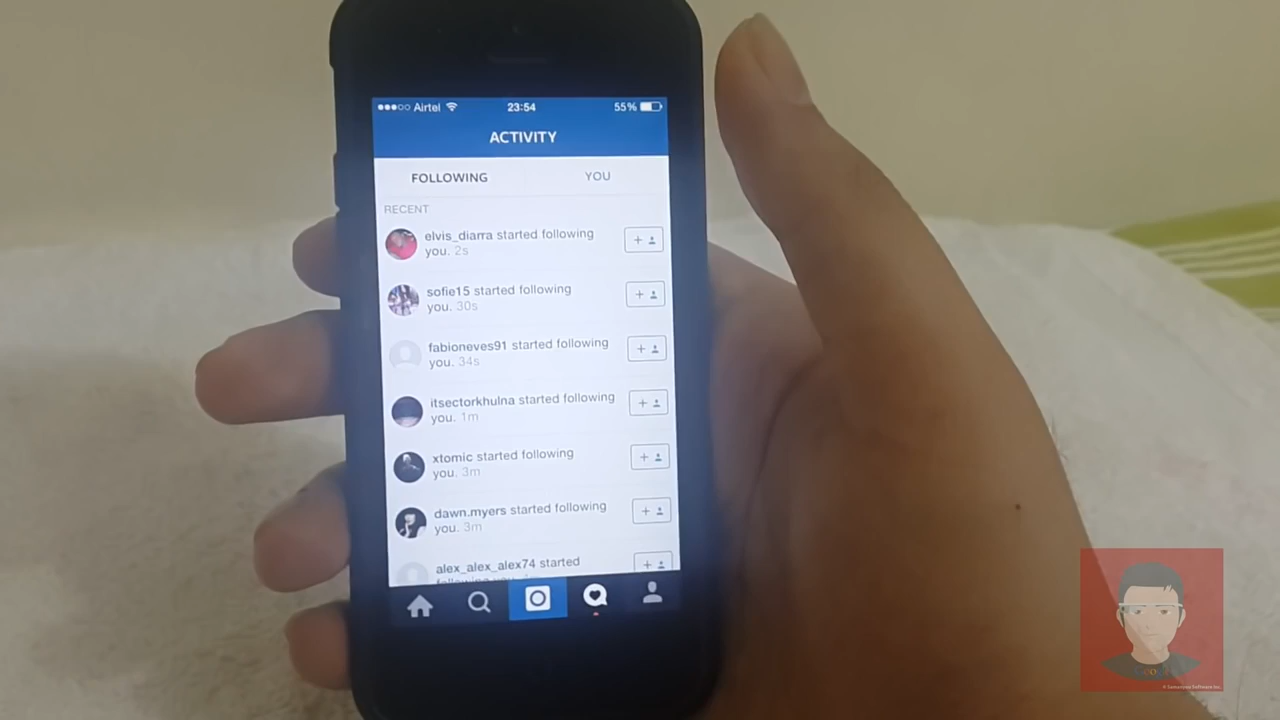 Airtel 23:54 55%
ACTIVITY
FOLLOWING YOU
RECENT
elvis_diarra started following
you. 2s
sofie15 started following
you. 30s
fabioneves91 started following
you. 34s
itsectorkhulna started following
you. 1m
xtomic started following
you. 3m
dawn.myers started following
you. 3m
alex_alex_alex74 started
following you.